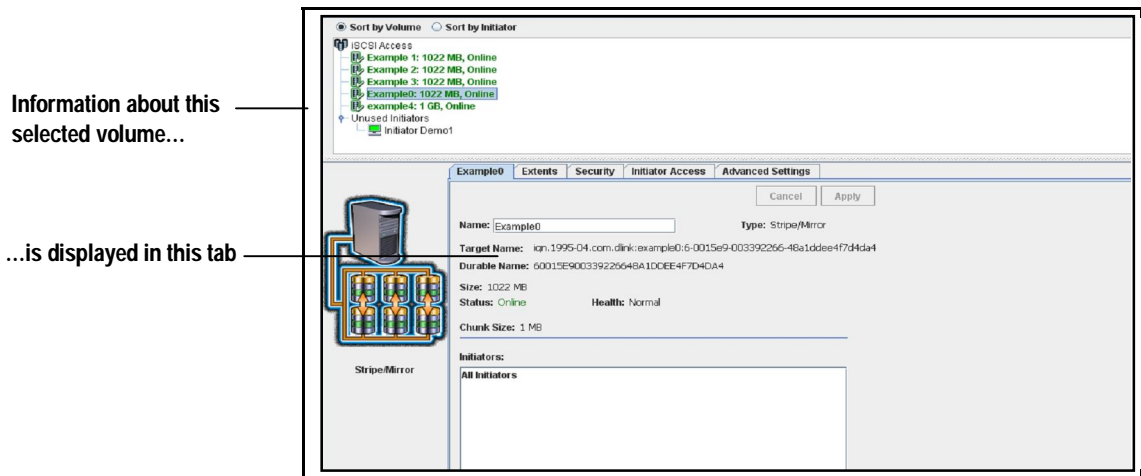 Sort by Volume Sort by Initiator
iSCSI Access
Example 1: 1022 MB, Online
Example 2: 1022 MB, Online
Example 3: 1022 MB, Online
Example0: 1022 MB, Online
example4: 1 GB, Online
Unused Initiators
Initiator Demo1
Information about this
selected volume...
Example0 Extents Security Initiator Access Advanced Settings
Cancel Apply
Name: Example0 Type: Stripe/Mirror
Target Name: iqn.1995-04.com.dlink:example0:6-0015e9-003392266-48a1ddee4f7d4da4
...is displayed in this tab
Durable Name: 60015E900339226648A1DDEE4F7D4DA4
Size: 1022 MB
Status: Online Health: Normal
Chunk Size: 1 MB
Initiators:
Stripe/Mirror
All Initiators